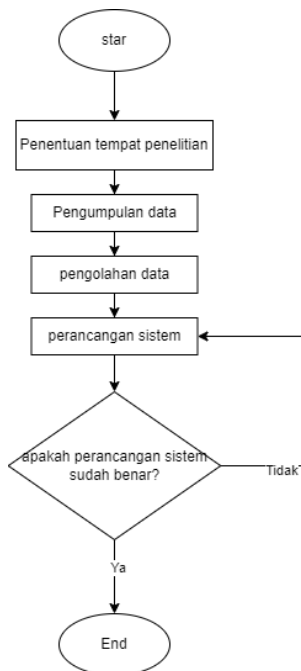 star
Penentuan tempat penelitian
Pengumpulan data
pengolahan data
perancangan sistem
apakah perancangan sistem
sudah benar?
Tidak
Ya
End